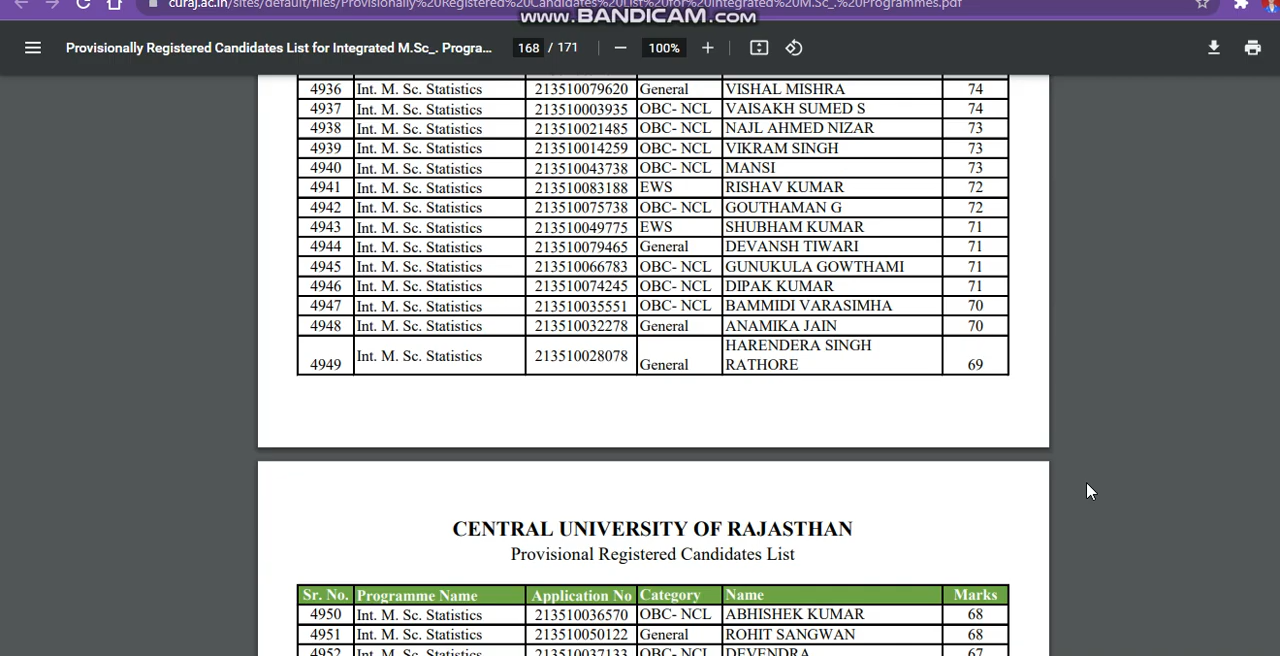 curaj.ac.in/sites/default/files/Provisionally%20Registered%20Candidates%20List%20for%20Integrated%20M.Sc_.%20Programmes.pdf
www.BANDICAM.com
Provisionally Registered Candidates List for Integrated M.Sc_. Progra... 168 / 171 100%
4936 Int. M. Sc. Statistics 213510079620 General VISHAL MISHRA 74
4937 Int. M. Sc. Statistics 213510003935 OBC- NCL VAISAKH SUMED S 74
4938 Int. M. Sc. Statistics 213510021485 OBC- NCL NAJL AHMED NIZAR 73
4939 Int. M. Sc. Statistics 213510014259 OBC- NCL VIKRAM SINGH 73
4940 Int. M. Sc. Statistics 213510043738 OBC- NCL MANSI 73
4941 Int. M. Sc. Statistics 213510083188 EWS RISHAV KUMAR 72
4942 Int. M. Sc. Statistics 213510075738 OBC- NCL GOUTHAMAN G 72
4943 Int. M. Sc. Statistics 213510049775 EWS SHUBHAM KUMAR 71
4944 Int. M. Sc. Statistics 213510079465 General DEVANSH TIWARI 71
4945 Int. M. Sc. Statistics 213510066783 OBC- NCL GUNUKULA GOWTHAMI 71
4946 Int. M. Sc. Statistics 213510074245 OBC- NCL DIPAK KUMAR 71
4947 Int. M. Sc. Statistics 213510035551 OBC- NCL BAMMIDI VARASIMHA 70
4948 Int. M. Sc. Statistics 213510032278 General ANAMIKA JAIN 70
4949 Int. M. Sc. Statistics 213510028078 General HARENDERA SINGH
RATHORE 69
CENTRAL UNIVERSITY OF RAJASTHAN
Provisional Registered Candidates List
Sr. No. Programme Name Application No Category Name Marks
4950 Int. M. Sc. Statistics 213510036570 OBC- NCL ABHISHEK KUMAR 68
4951 Int. M. Sc. Statistics 213510050122 General ROHIT SANGWAN 68
4952 Int. M. Sc. Statistics 213510037133 OBC- NCL DEVENDRA 67